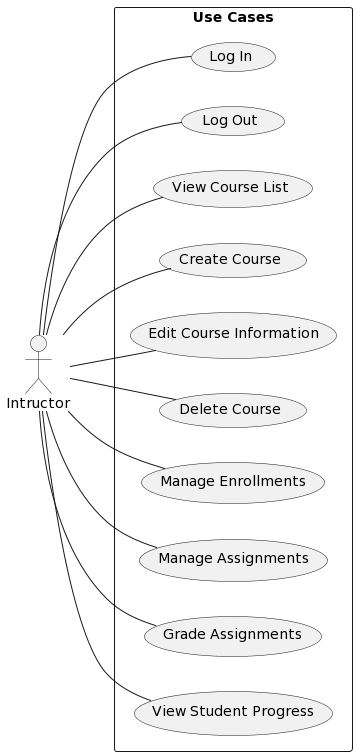 Use Cases
Log In
Log Out
View Course List
Create Course
Edit Course Information
Delete Course
Intructor
Manage Enrollments
Manage Assignments
Grade Assignments
View Student Progress